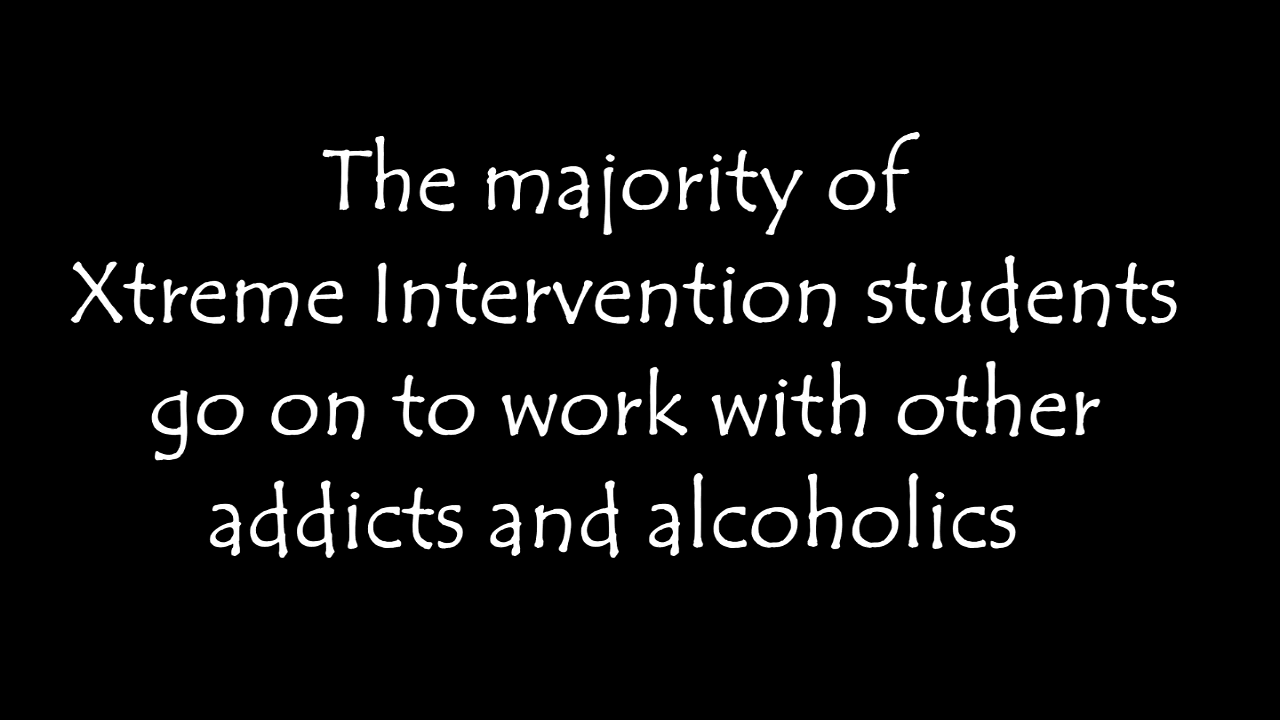 The majority of
Xtreme Intervention students
go on to work with other
addicts and alcoholics